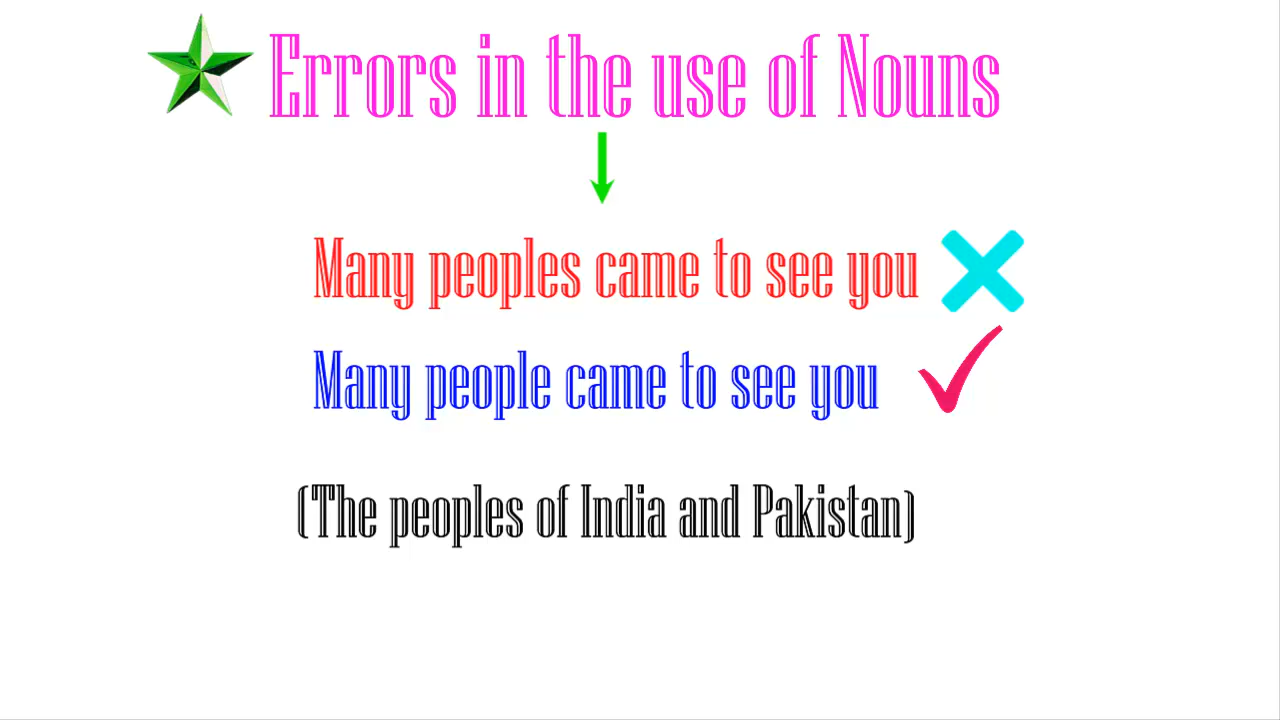 Errors in the use of Nouns
Many peoples came to see you
Many people came to see you
(The peoples of India and Pakistan)